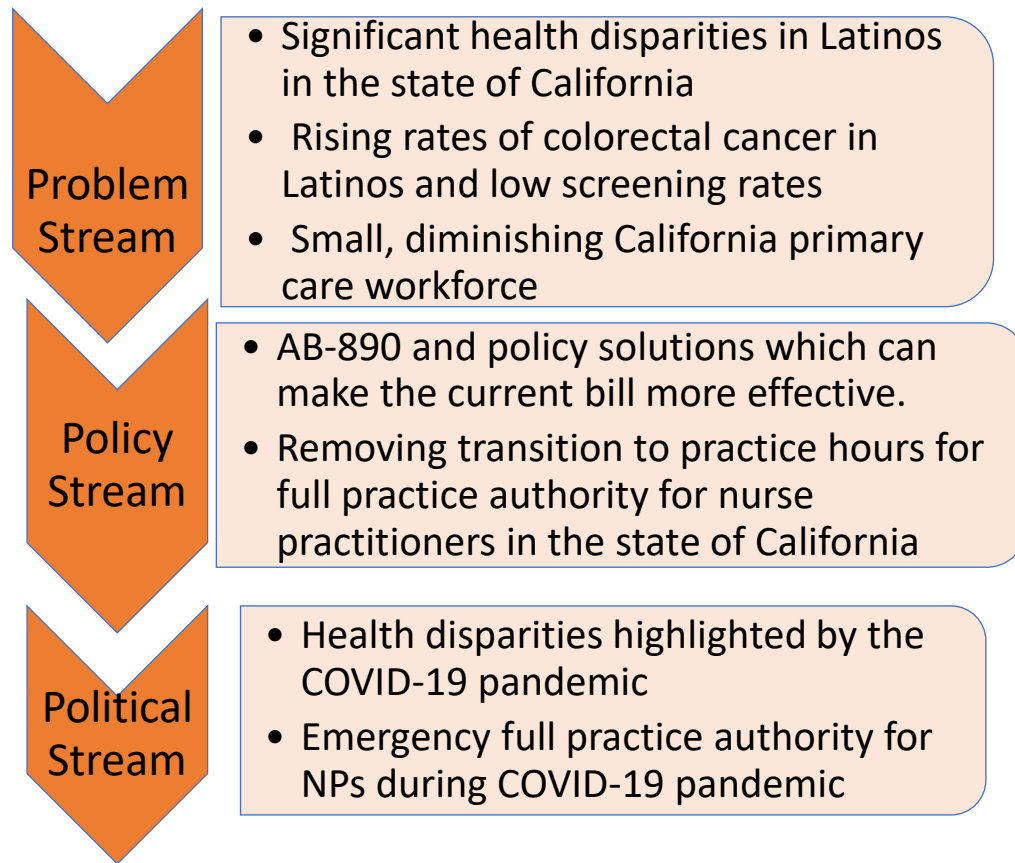 Problem
Stream
• Significant health disparities in Latinos
in the state of California
• Rising rates of colorectal cancer in
Latinos and low screening rates
• Small, diminishing California primary
care workforce
Policy
Stream
• AB-890 and policy solutions which can
make the current bill more effective.
• Removing transition to practice hours for
full practice authority for nurse
practitioners in the state of California
Political
Stream
• Health disparities highlighted by the
COVID-19 pandemic
• Emergency full practice authority for
NPs during COVID-19 pandemic